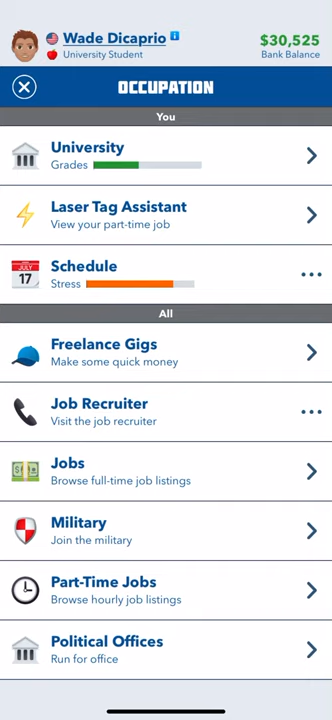 Wade Dicaprio
$30,525
University Student
Bank Balance
OCCUPATION
You
University
Grades
Laser Tag Assistant
View your part-time job
JULY
17
Schedule
Stress
All
Freelance Gigs
Make some quick money
Job Recruiter
Visit the job recruiter
Jobs
Browse full-time job listings
Military
Join the military
Part-Time Jobs
Browse hourly job listings
Political Offices
Run for office